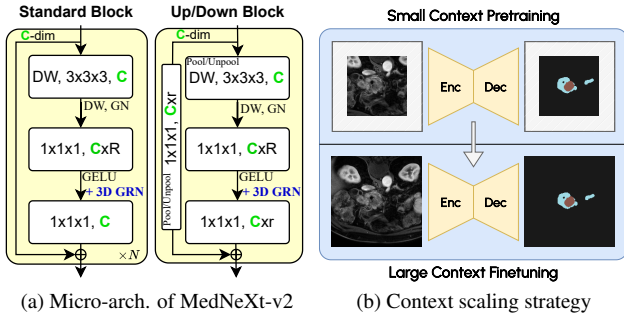 Standard Block
C-dim
DW, 3x3x3, C
DW, GN
1x1x1, CxR
GELU
+ 3D GRN
1x1x1, C
×N
Up/Down Block
C-dim
Pool/Unpool
DW, 3x3x3, C
1x1x1, Cxr
Pool/Unpool
DW, GN
1x1x1, CxR
GELU
+ 3D GRN
1x1x1, Cxr
(a) Micro-arch. of MedNeXt-v2
Small Context Pretraining
Enc
Dec
Enc
Dec
Large Context Finetuning
(b) Context scaling strategy